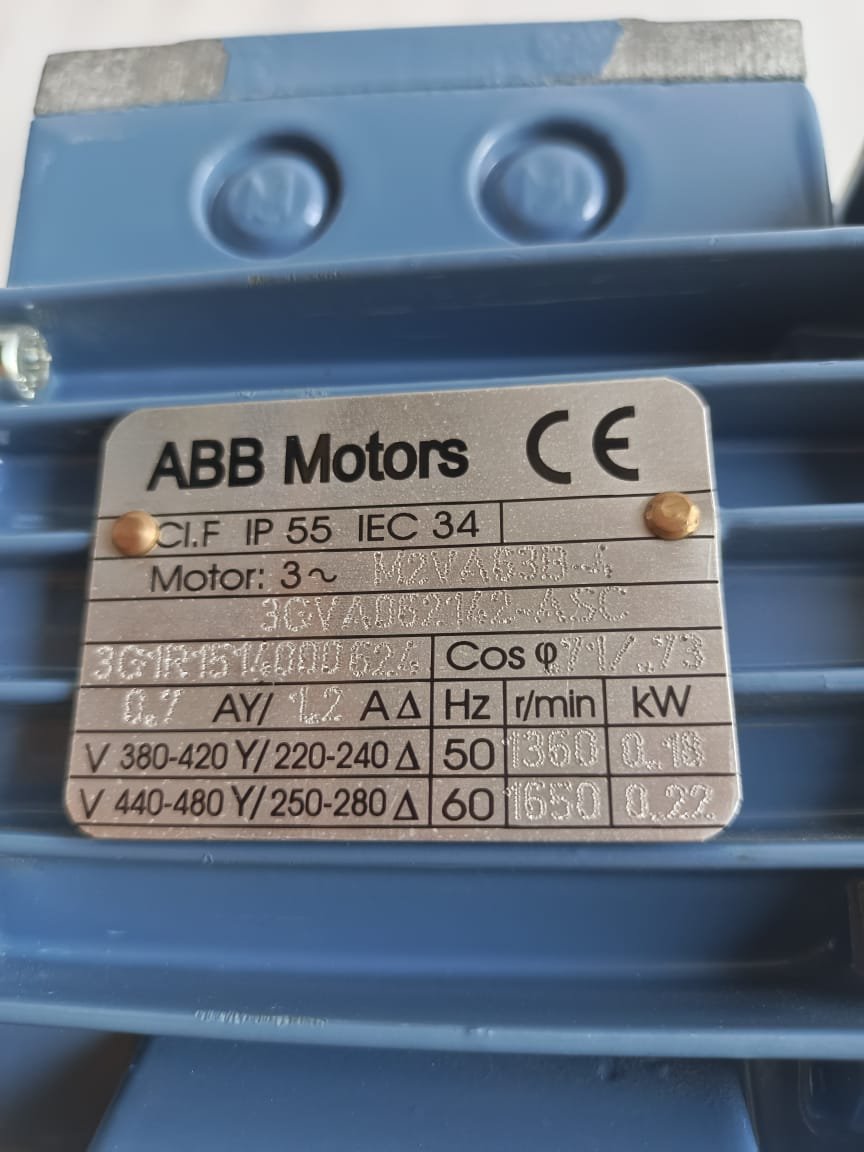 ABB Motors CE
Cl.F IP 55 IEC 34
Motor: 3~ M2VA63B-4
3GVA062142-ASC
3G1R1514000624 Cos φ .71/.73
0.7 AY/ 1.2 A Δ Hz r/min kW
V 380-420 Y/220-240 Δ 50 1360 0.18
V 440-480 Y/250-280 Δ 60 1650 0.22